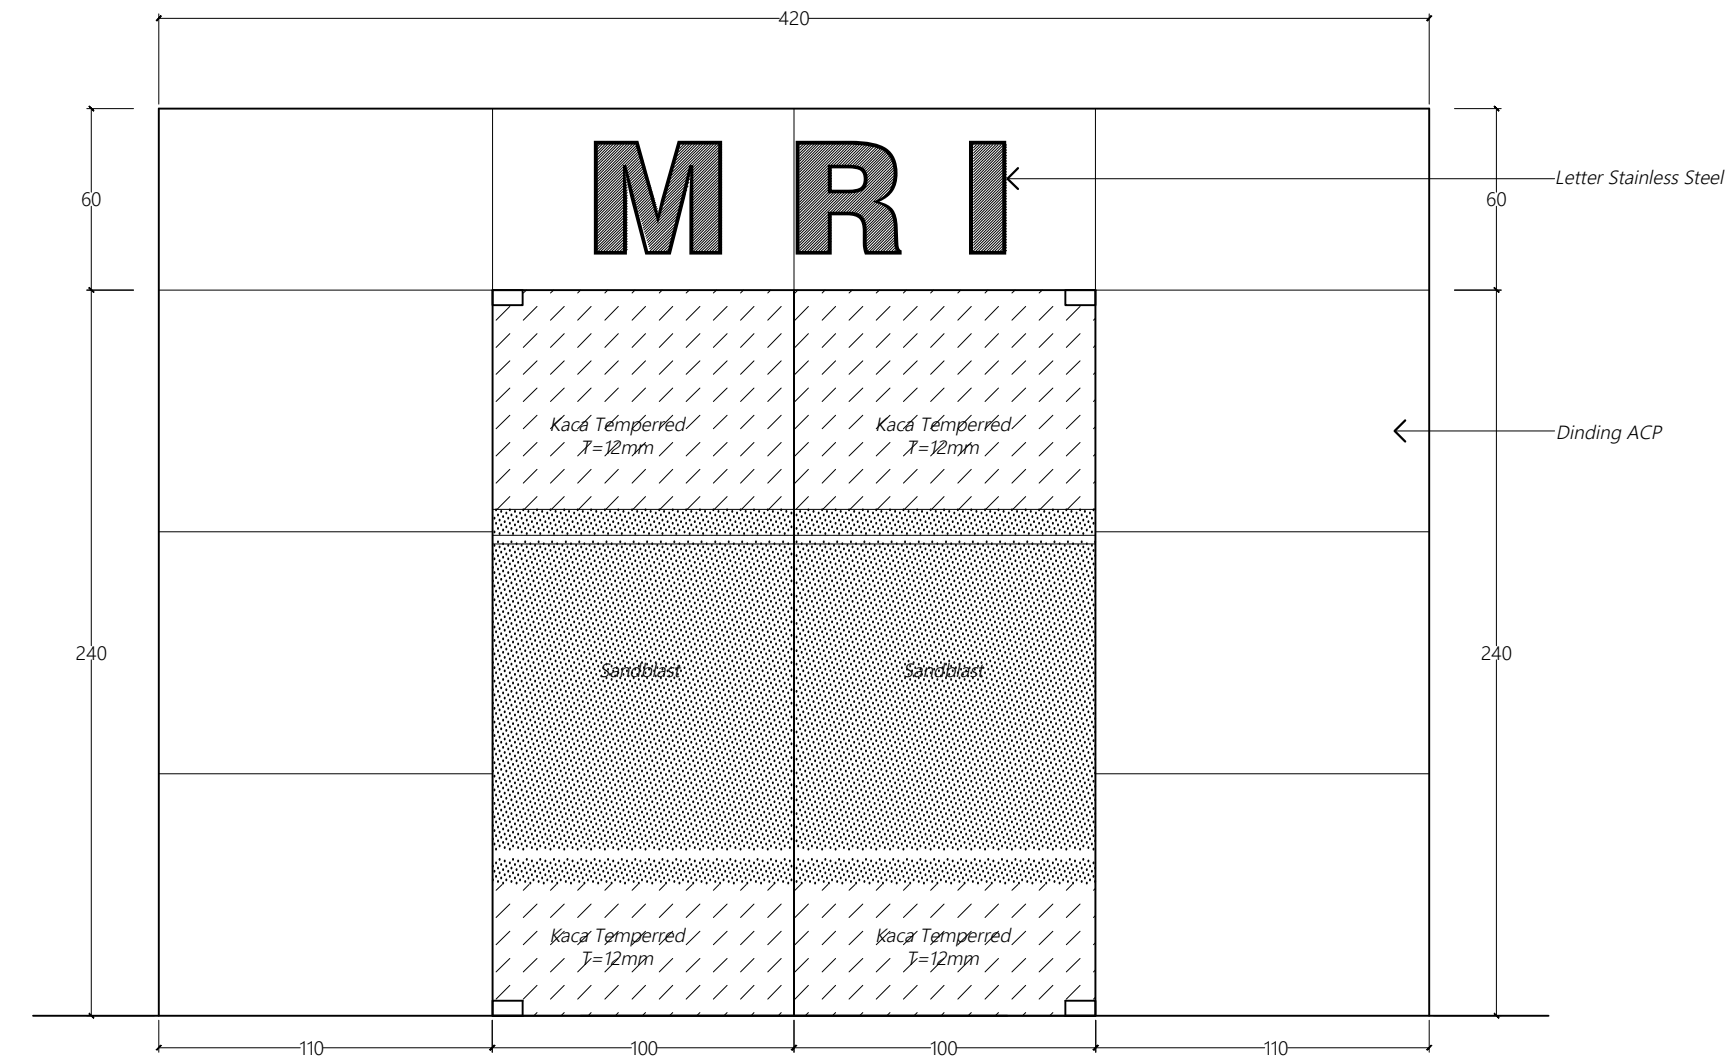 420
M R I
Letter Stainless Steel
60
60
Kaca Temperred
T=12mm
Kaca Temperred
T=12mm
Dinding ACP
240
240
Sandblast
Sandblast
Kaca Temperred
T=12mm
Kaca Temperred
T=12mm
110
100
100
110